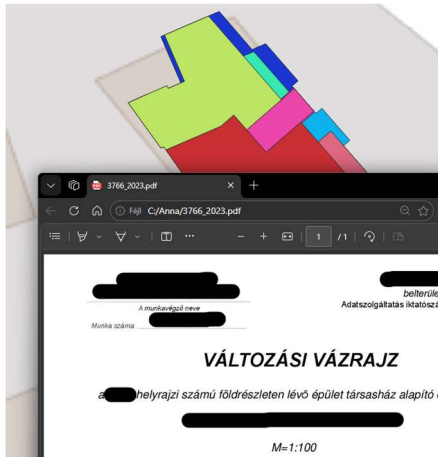 3766_2023.pdf
Fájl C:/Anna/3766_2023.pdf
1 / 1
A munkavégző neve
belterüle
Adatszolgáltatás iktatószá
Munka száma:
VÁLTOZÁSI VÁZRAJZ
a helyrajzi számú földrészleten lévő épület társasház alapító
M=1:100